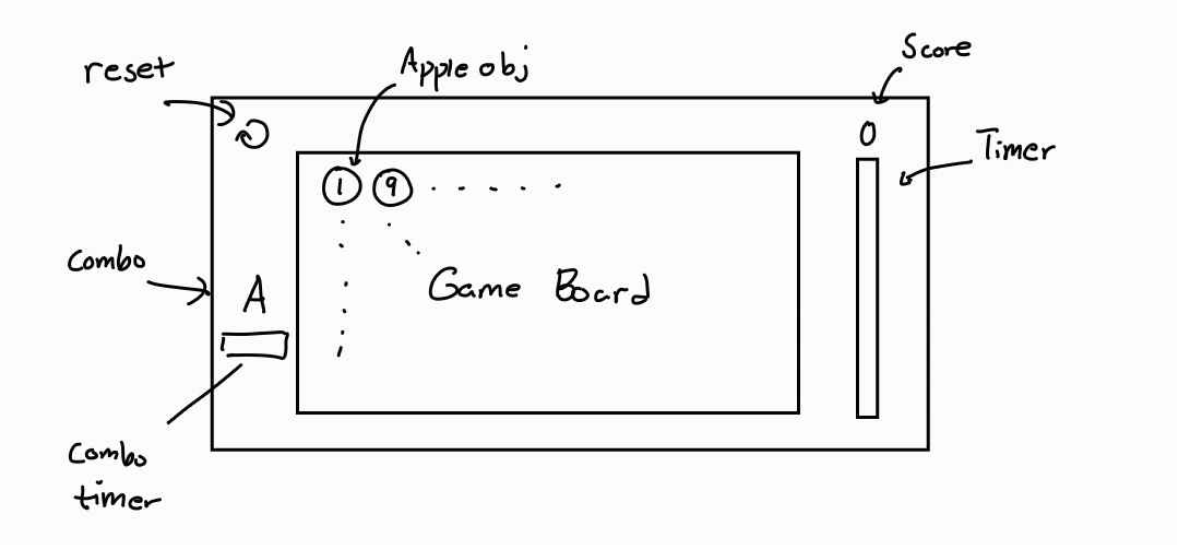 reset
Apple obj
Score
0
Timer
1 9
Combo
A
Game Board
Combo
timer